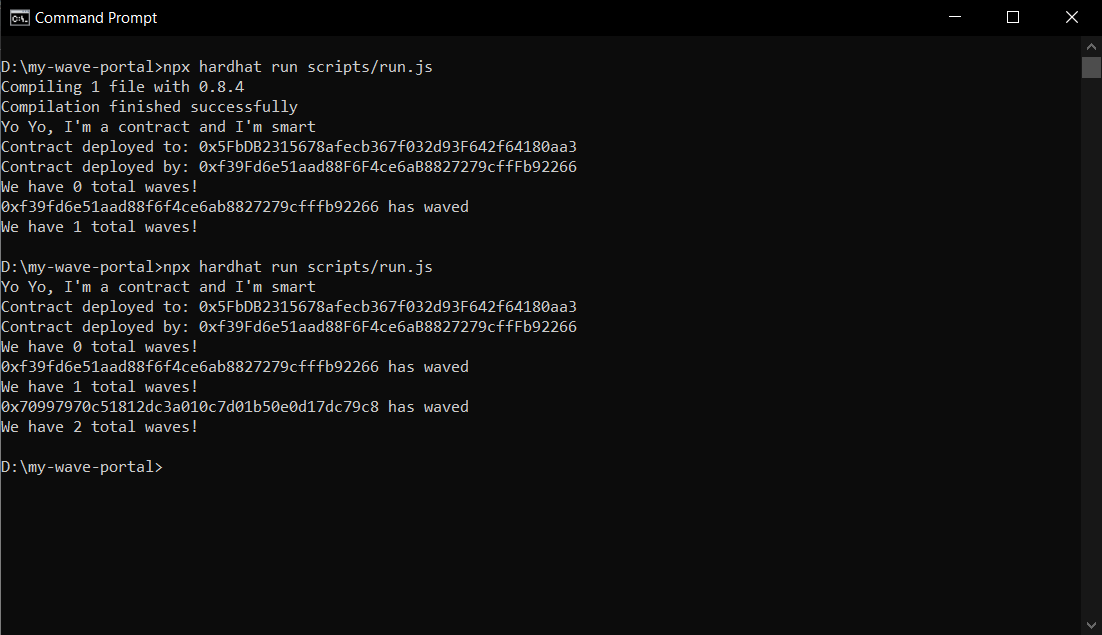 Command Prompt
D:\my-wave-portal>npx hardhat run scripts/run.js
Compiling 1 file with 0.8.4
Compilation finished successfully
Yo Yo, I'm a contract and I'm smart
Contract deployed to: 0x5FbDB2315678afecb367f032d93F642f64180aa3
Contract deployed by: 0xf39Fd6e51aad88F6F4ce6aB8827279cffFb92266
We have 0 total waves!
0xf39fd6e51aad88f6f4ce6ab8827279cfffb92266 has waved
We have 1 total waves!
D:\my-wave-portal>npx hardhat run scripts/run.js
Yo Yo, I'm a contract and I'm smart
Contract deployed to: 0x5FbDB2315678afecb367f032d93F642f64180aa3
Contract deployed by: 0xf39Fd6e51aad88F6F4ce6aB8827279cffFb92266
We have 0 total waves!
0xf39fd6e51aad88f6f4ce6ab8827279cfffb92266 has waved
We have 1 total waves!
0x70997970c51812dc3a010c7d01b50e0d17dc79c8 has waved
We have 2 total waves!
D:\my-wave-portal>